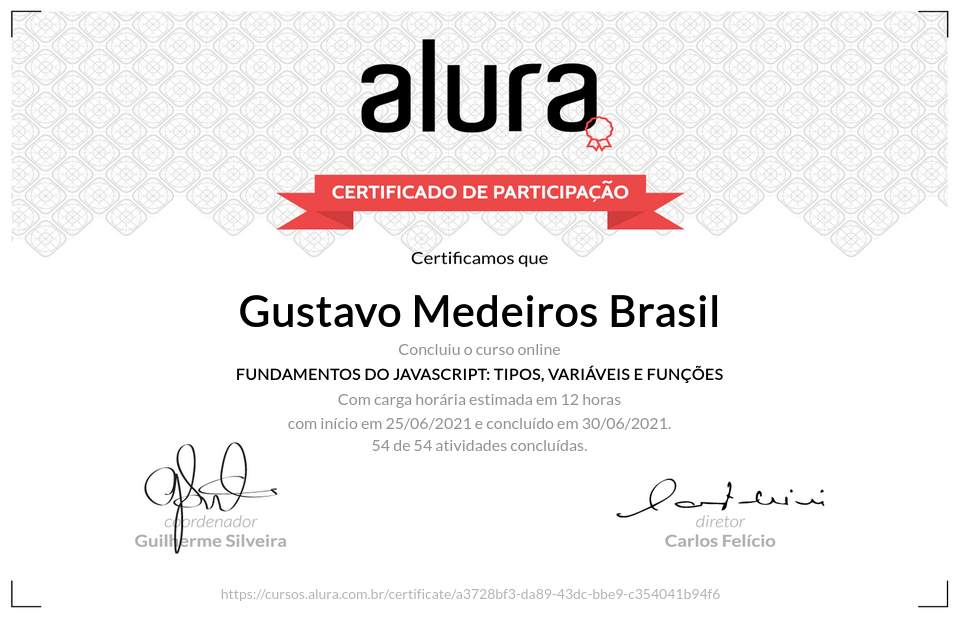 alura
CERTIFICADO DE PARTICIPAÇÃO
Certificamos que
Gustavo Medeiros Brasil
Concluiu o curso online
FUNDAMENTOS DO JAVASCRIPT: TIPOS, VARIÁVEIS E FUNÇÕES
Com carga horária estimada em 12 horas
com início em 25/06/2021 e concluído em 30/06/2021.
54 de 54 atividades concluídas.
coordenador
Guilherme Silveira
diretor
Carlos Felício
https://cursos.alura.com.br/certificate/a3728bf3-da89-43dc-bbe9-c354041b94f6